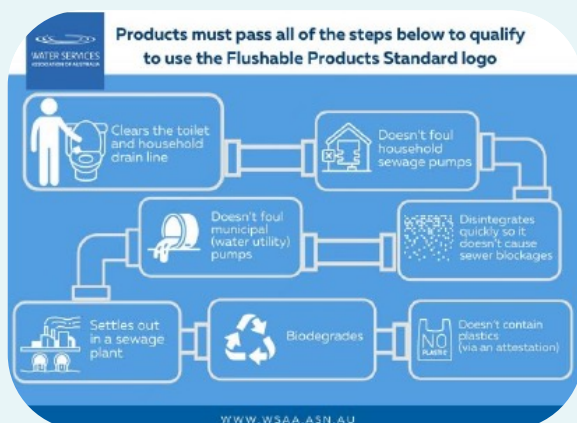 WATER SERVICES
ASSOCIATION OF AUSTRALIA
Products must pass all of the steps below to qualify
to use the Flushable Products Standard logo
Clears the toilet
and household
drain line
Doesn't foul
household
sewage pumps
Disintegrates
quickly so it
doesn't cause
sewer blockages
Doesn't foul
municipal
(water utility)
pumps
Settles out
in a sewage
plant
Biodegrades
NO
PLASTIC
Doesn't contain
plastics
(via an attestation)
WWW.WSAA.ASN.AU